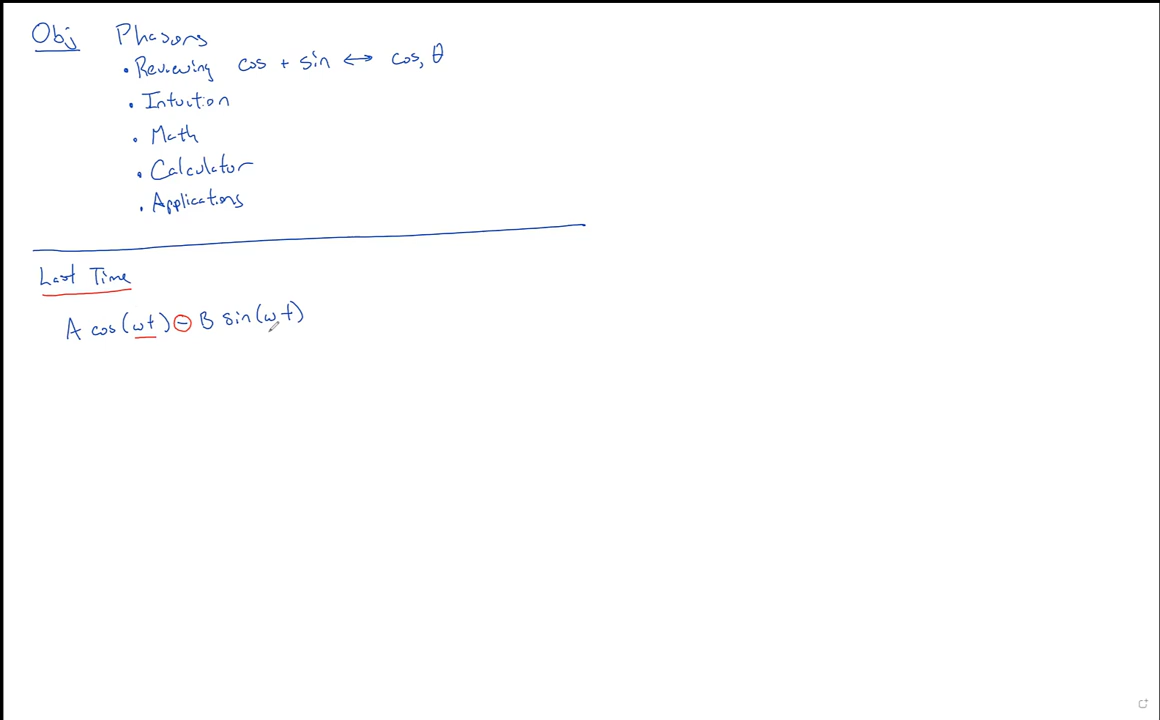 Obj Phasors
• Reviewing cos + sin ↔ cos, θ
• Intuition
• Math
• Calculator
• Applications
Last Time
A cos(ωt) − B sin(ωt)